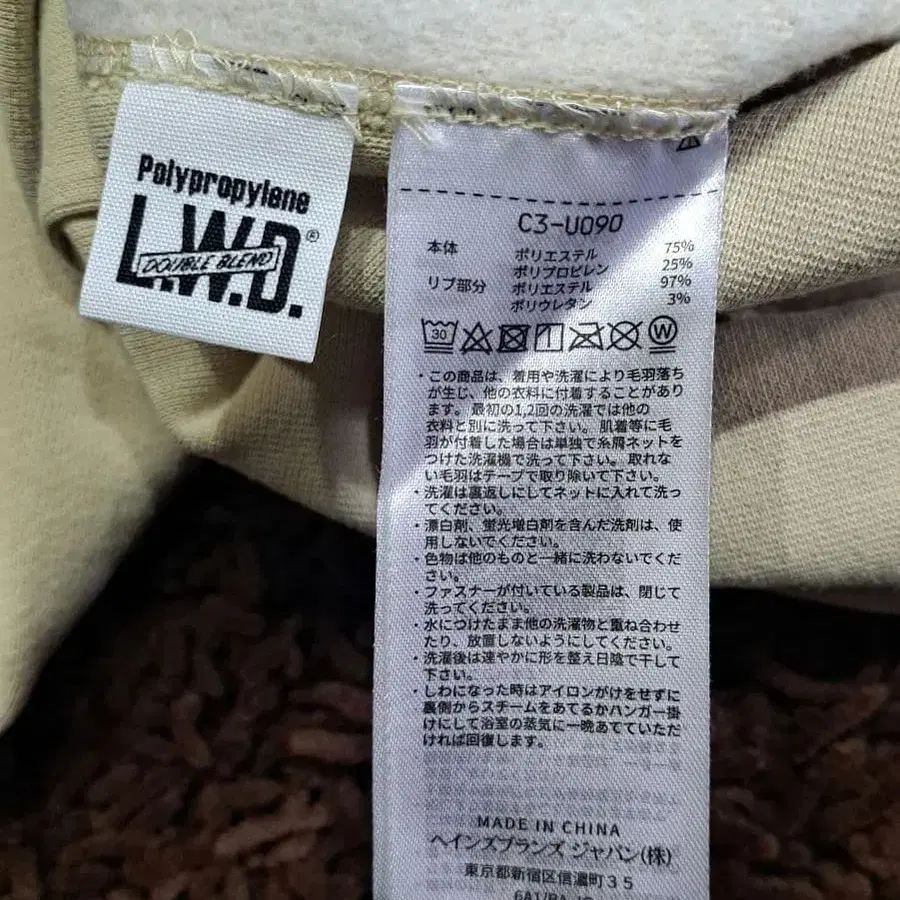 Polypropylene
L.W.D.®
DOUBLE BLEND
C3-U090
本体 ポリエステル 75%
ポリプロピレン 25%
リブ部分 ポリエステル 97%
ポリウレタン 3%
30
W
・この商品は、着用や洗濯により毛羽落ち
が生じ、他の衣料に付着することがあり
ます。最初の1,2回の洗濯では他の
衣料と別に洗って下さい。肌着等に毛
羽が付着した場合は単独で糸屑ネットを
つけた洗濯機で洗って下さい。取れな
い毛羽はテープで取り除いて下さい。
・洗濯は裏返しにしてネットに入れて洗っ
てください。
・漂白剤、蛍光増白剤を含んだ洗剤は、使
用しないでください。
・色物は他のものと一緒に洗わないでくだ
さい。
・ファスナーが付いている製品は、閉じて
洗ってください。
・水につけたまま他の洗濯物と重ね合わせ
たり、放置しないようにしてください。
・洗濯後は速やかに形を整え日陰で干して
下さい。
・しわになった時はアイロンがけをせずに
裏側からスチームをあてるかハンガー掛
けにして浴室の蒸気に一晩あてていただ
ければ回復します。
MADE IN CHINA
ヘインズブランズ ジャパン(株)
東京都新宿区信濃町35